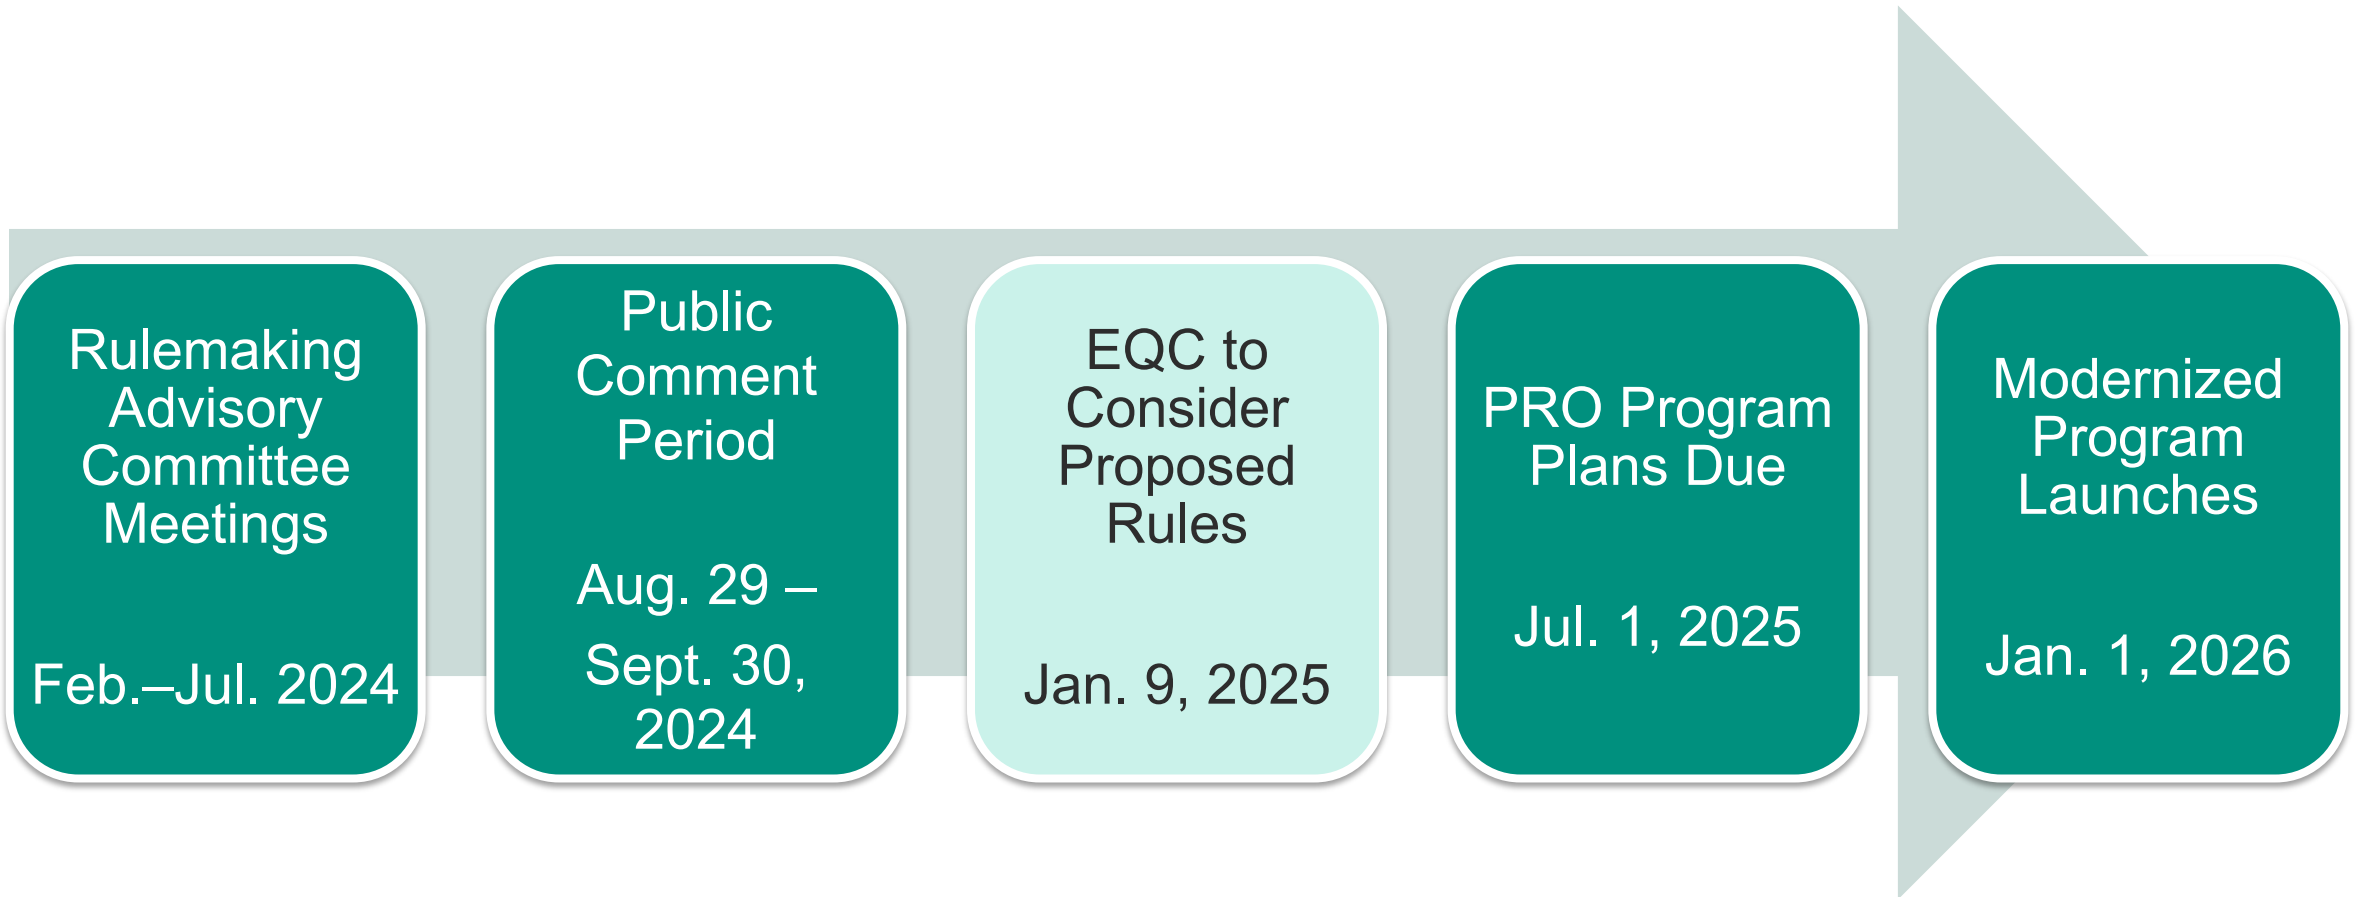 Rulemaking
Advisory
Committee
Meetings
Feb.–Jul. 2024
Public
Comment
Period
Aug. 29 –
Sept. 30,
2024
EQC to
Consider
Proposed
Rules
Jan. 9, 2025
PRO Program
Plans Due
Jul. 1, 2025
Modernized
Program
Launches
Jan. 1, 2026